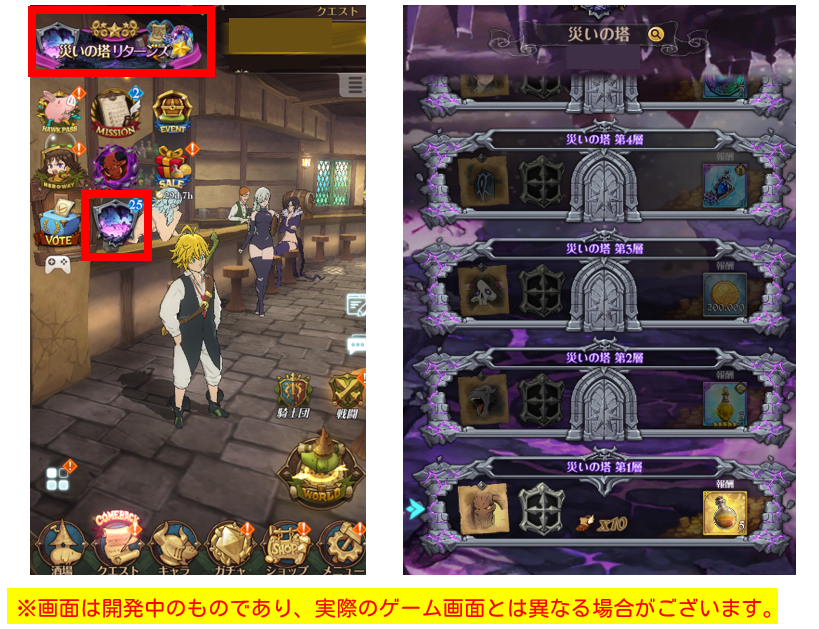 クエスト
災いの塔リターンズ
HAWK PASS
2
MISSION
EVENT
HEROWAY
SALE
VOTE
25
騎士団
戦闘
WORLD
COMEBACK
酒場
クエスト
キャラ
ガチャ
SHOP
ショップ
メニュー
災いの塔
災いの塔 第4層
報酬
災いの塔 第3層
報酬
200,000
災いの塔 第2層
報酬
災いの塔 第1層
報酬
x10
5
※画面は開発中のものであり、実際のゲーム画面とは異なる場合がございます。